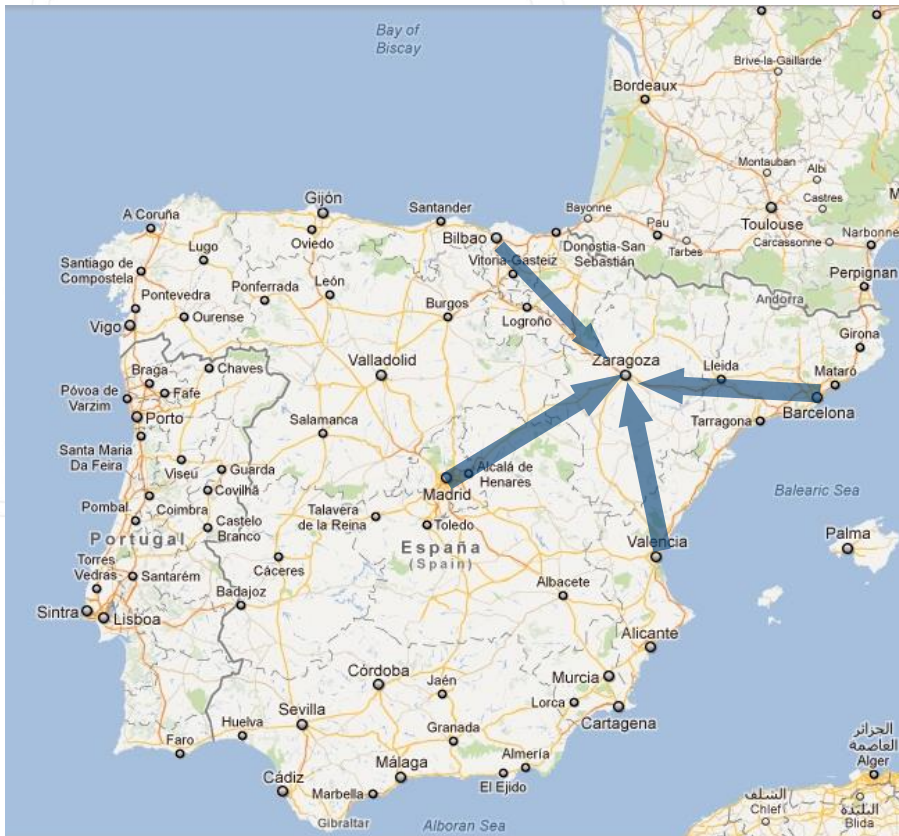 Bay of
Biscay
Brive-la-Gaillarde
Bordeaux
Montauban
Albi
Castres
Toulouse
M
Gijón
Santander
Bayonne
Pau
Tarbes
Carcassonne
Narbonne
A Coruña
Oviedo
Bilbao
Donostia-San
Sebastián
Lugo
Vitoria-Gasteiz
Perpignan
Santiago de
Compostela
Ponferrada
León
Andorra
Pontevedra
Ourense
Burgos
Logroño
Vigo
Girona
Valladolid
Zaragoza
Lleida
Mataró
Braga
Chaves
Póvoa de
Varzim
Fafe
Barcelona
Porto
Salamanca
Tarragona
Santa Maria
Da Feira
Viseu
Guarda
Alcalá de
Henares
Madrid
Covilhã
Balearic Sea
Pombal
Coimbra
Talavera
de la Reina
Castelo
Branco
Toledo
Portugal
España
(Spain)
Valencia
Palma
Torres
Vedras
Santarém
Cáceres
Albacete
Badajoz
Sintra
Lisboa
Alicante
Córdoba
Jaén
Murcia
Lorca
Cartagena
Huelva
Sevilla
Granada
Faro
Almería
Málaga
El Ejido
Cádiz
Marbella
Gibraltar
Alboran Sea
الجزائر
العاصمة
Alger
الشلف
Chlef
البليدة
Blida